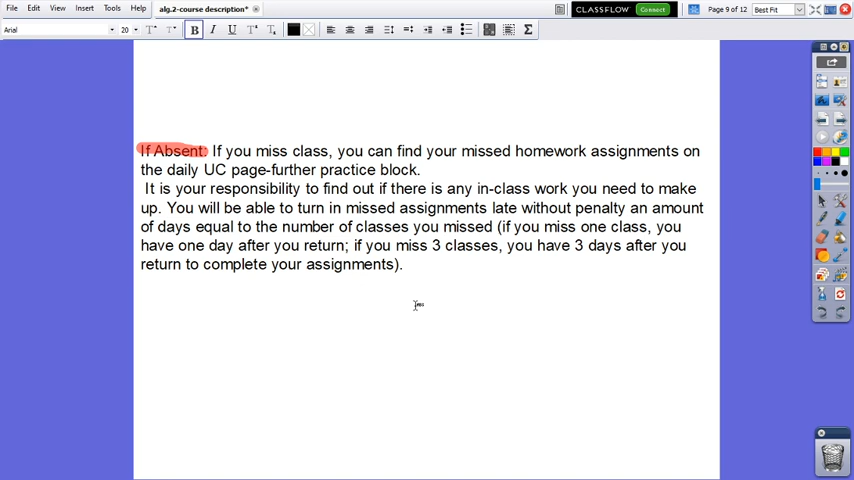 File Edit View Insert Tools Help alg.2-course description* CLASSFLOW Connect Page 9 of 12 Best Fit
Arial 20 B I U
If Absent: If you miss class, you can find your missed homework assignments on
the daily UC page-further practice block.
It is your responsibility to find out if there is any in-class work you need to make
up. You will be able to turn in missed assignments late without penalty an amount
of days equal to the number of classes you missed (if you miss one class, you
have one day after you return; if you miss 3 classes, you have 3 days after you
return to complete your assignments).